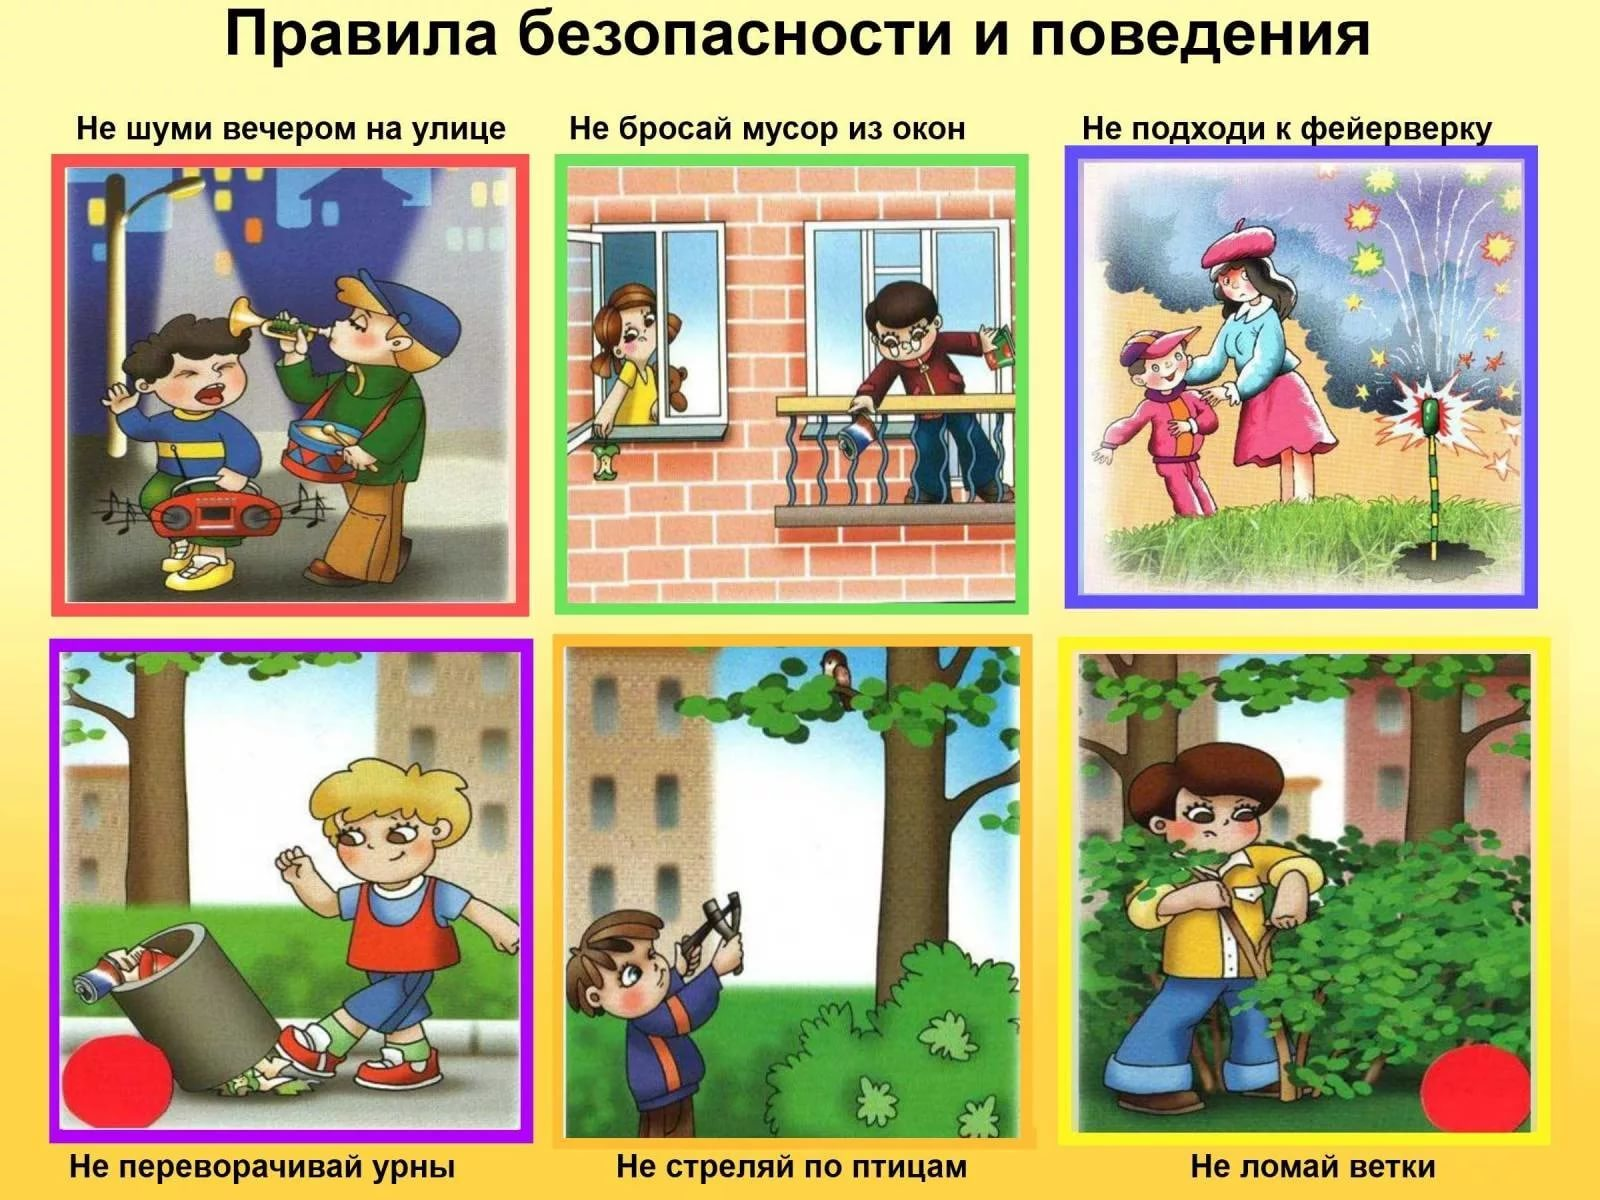 Правила безопасности и поведения
Не шуми вечером на улице
Не бросай мусор из окон
Не подходи к фейерверку
Не переворачивай урны
Не стреляй по птицам
Не ломай ветки